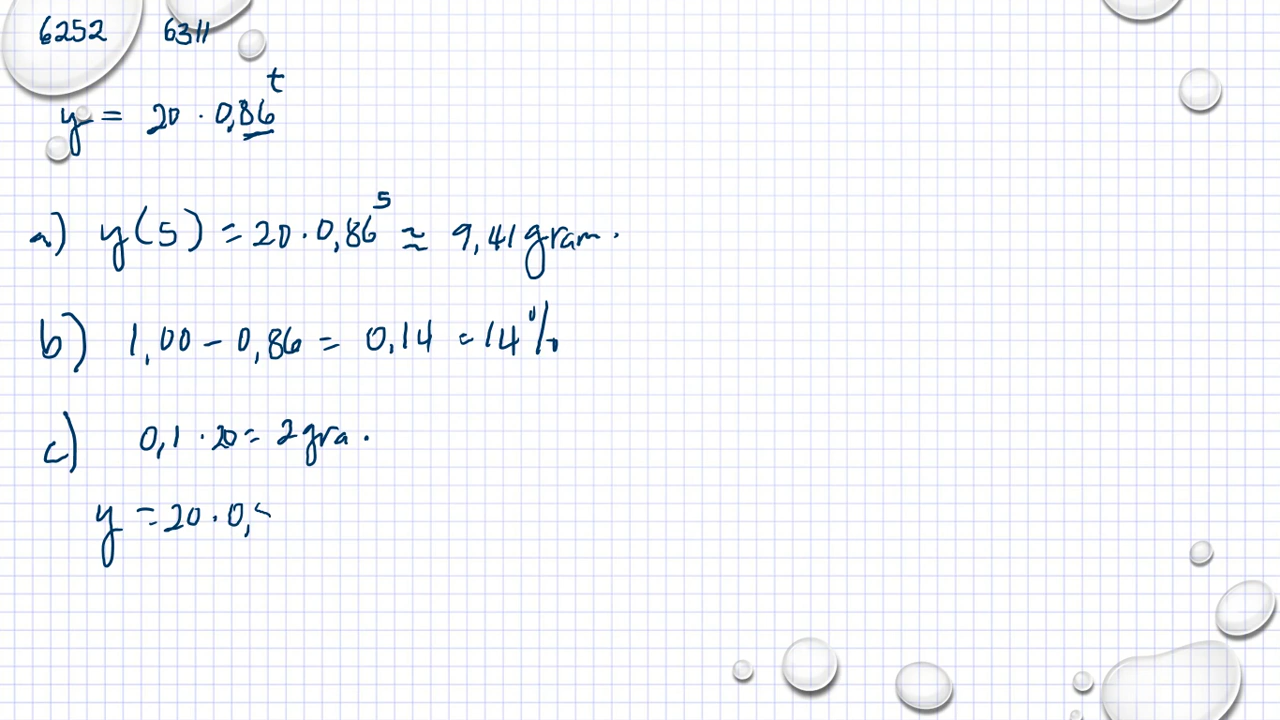 6252 6311
y = 20 · 0,86^t
a) y(5) = 20 · 0,86^5 ≈ 9,41 gram.
b) 1,00 - 0,86 = 0,14 = 14%
c) 0,1 · 20 = 2 gra.
y = 20 · 0,